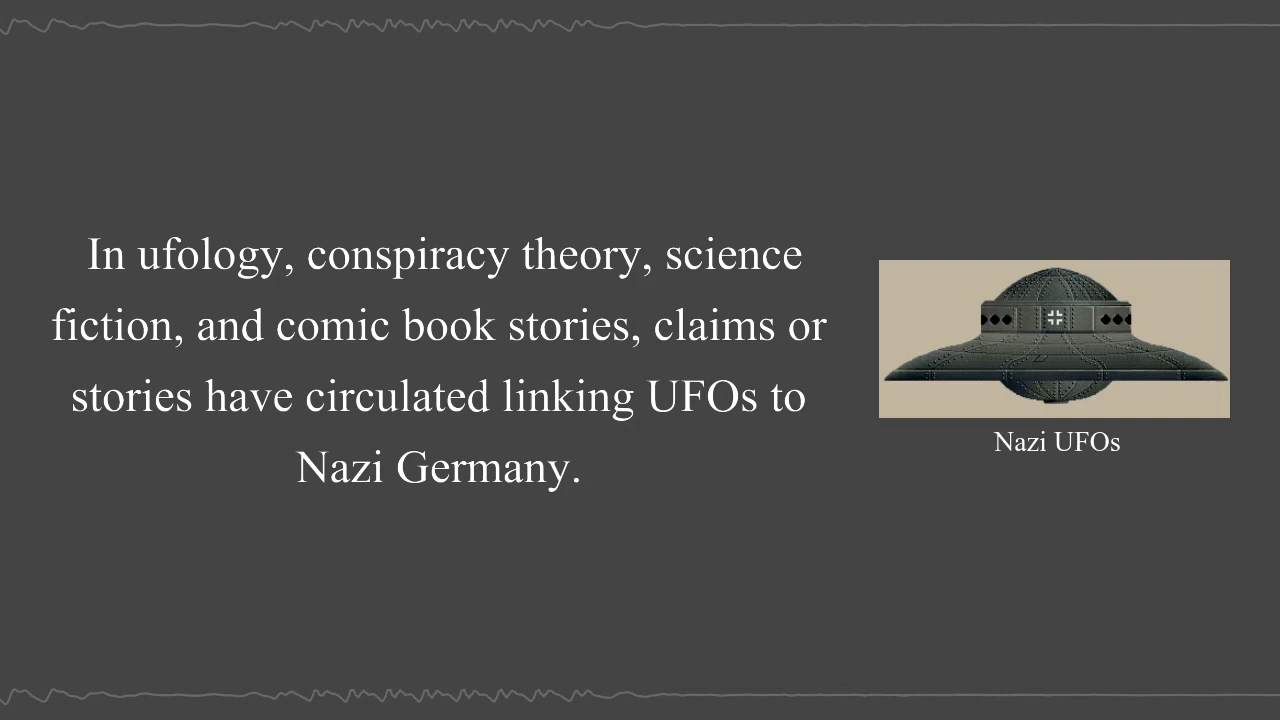 In ufology, conspiracy theory, science
fiction, and comic book stories, claims or
stories have circulated linking UFOs to
Nazi Germany.
Nazi UFOs